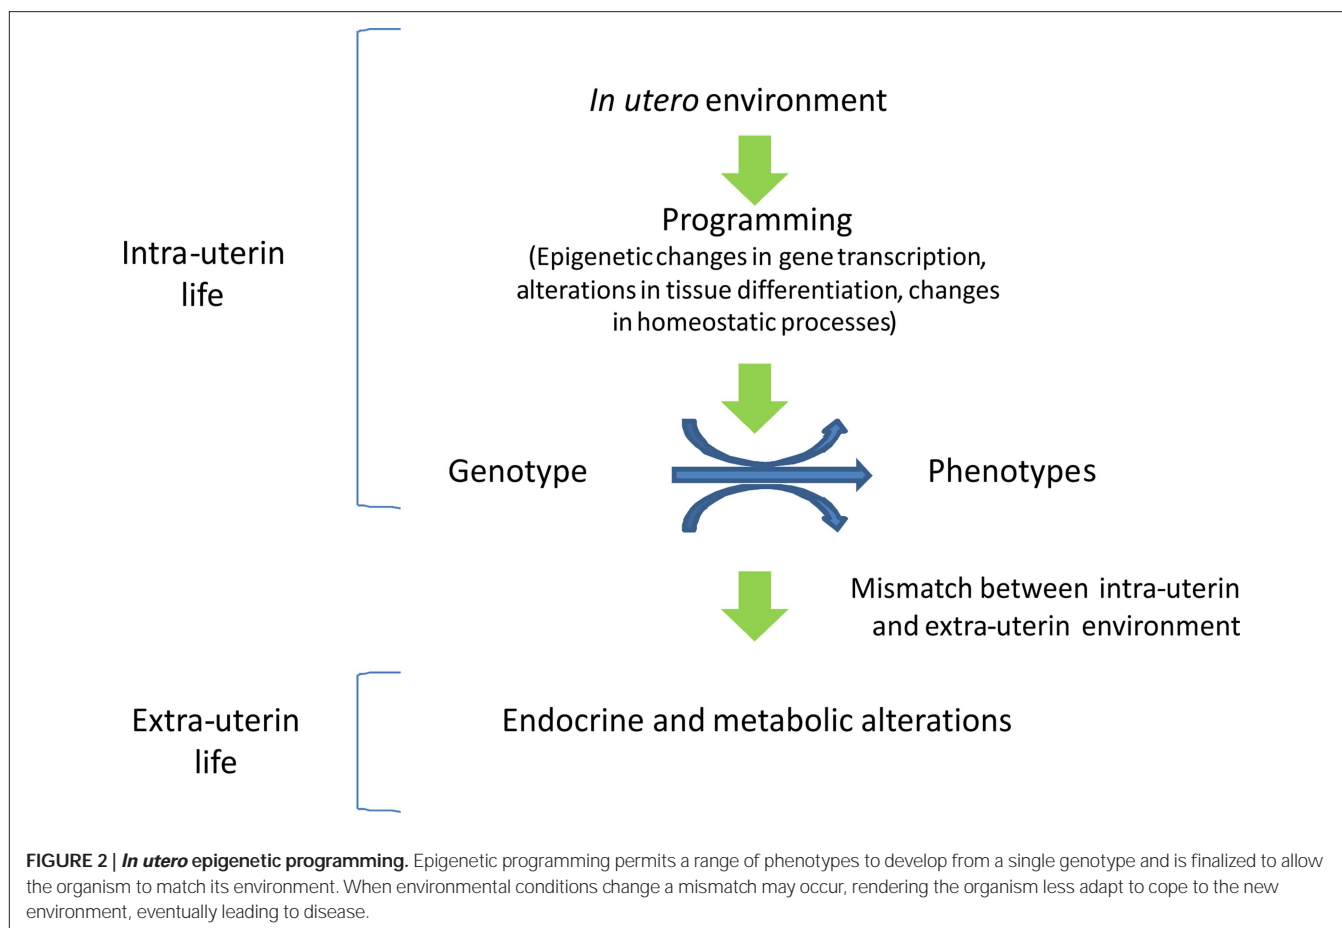 In utero environment
Programming
(Epigenetic changes in gene transcription,
alterations in tissue differentiation, changes
in homeostatic processes)
Intra-uterin
life
Genotype
Phenotypes
Mismatch between intra-uterin
and extra-uterin environment
Extra-uterin
life
Endocrine and metabolic alterations
FIGURE 2 | In utero epigenetic programming. Epigenetic programming permits a range of phenotypes to develop from a single genotype and is finalized to allow
the organism to match its environment. When environmental conditions change a mismatch may occur, rendering the organism less adapt to cope to the new
environment, eventually leading to disease.